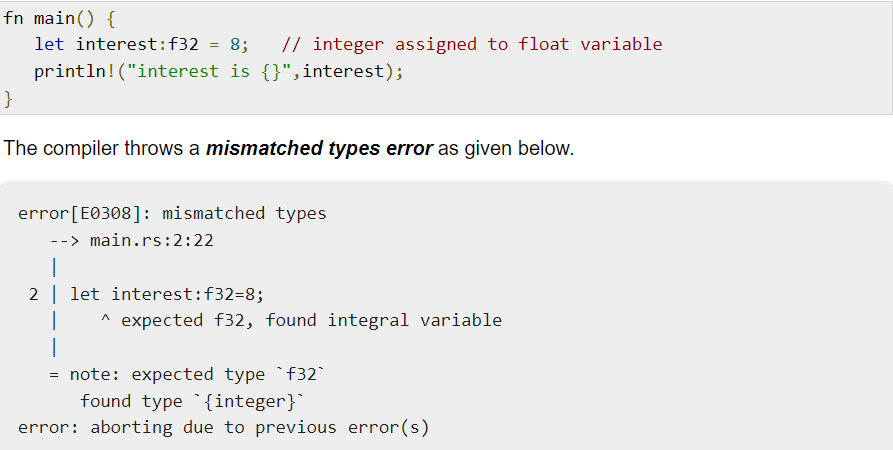 fn main() {
let interest:f32 = 8;   // integer assigned to float variable
println!("interest is {}",interest);
}
The compiler throws a mismatched types error as given below.
error[E0308]: mismatched types
--> main.rs:2:22
|
2 | let interest:f32=8;
| ^ expected f32, found integral variable
|
= note: expected type `f32`
found type `{integer}`
error: aborting due to previous error(s)